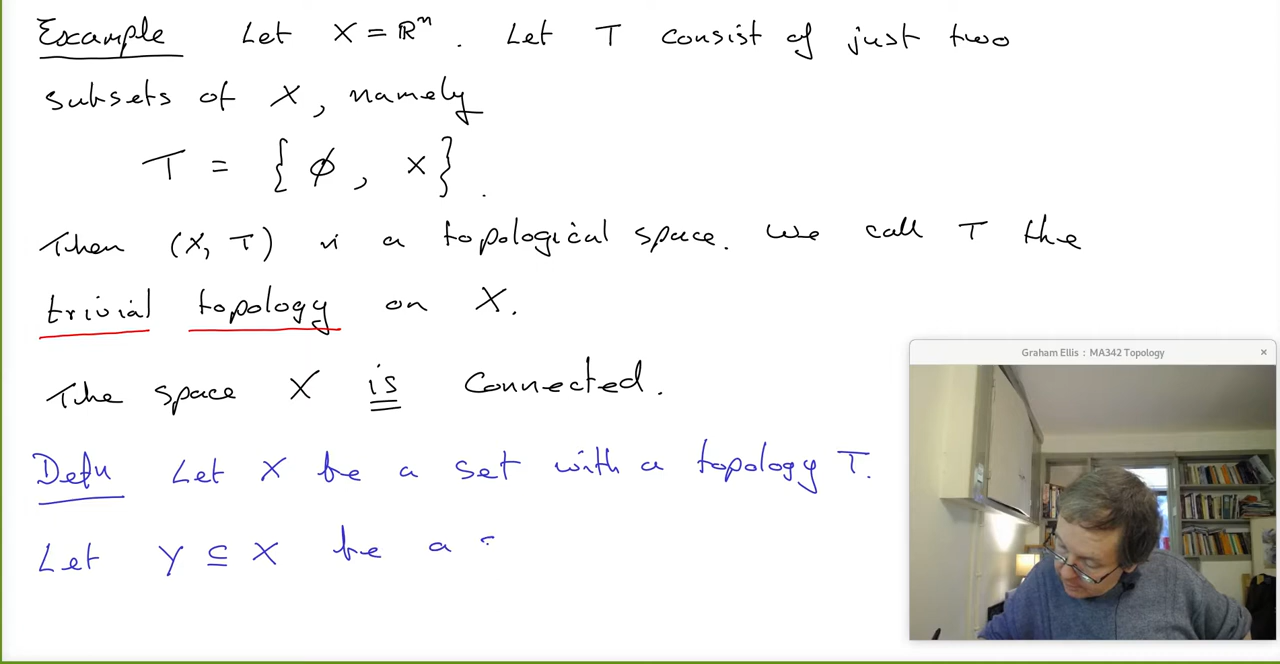 Example Let X = ℝⁿ. Let T consist of just two
subsets of X, namely
T = { ϕ, X }.
Then (X, T) is a topological space. We call T the
trivial topology on X.
The space X is connected.
Defn Let X be a set with a topology T.
Let Y ⊆ X be a
Graham Ellis : MA342 Topology